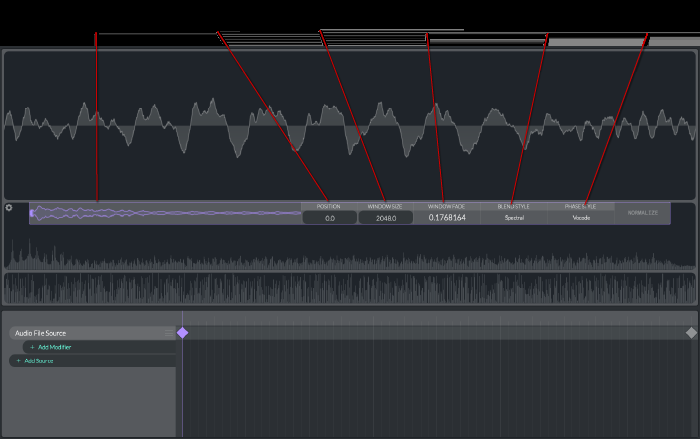 POSITION WINDOW SIZE WINDOW FADE BLEND STYLE PHASE STYLE
0.0 2048.0 0.1768164 Spectral Vocode NORMALIZE
Audio File Source
+ Add Modifier
+ Add Source